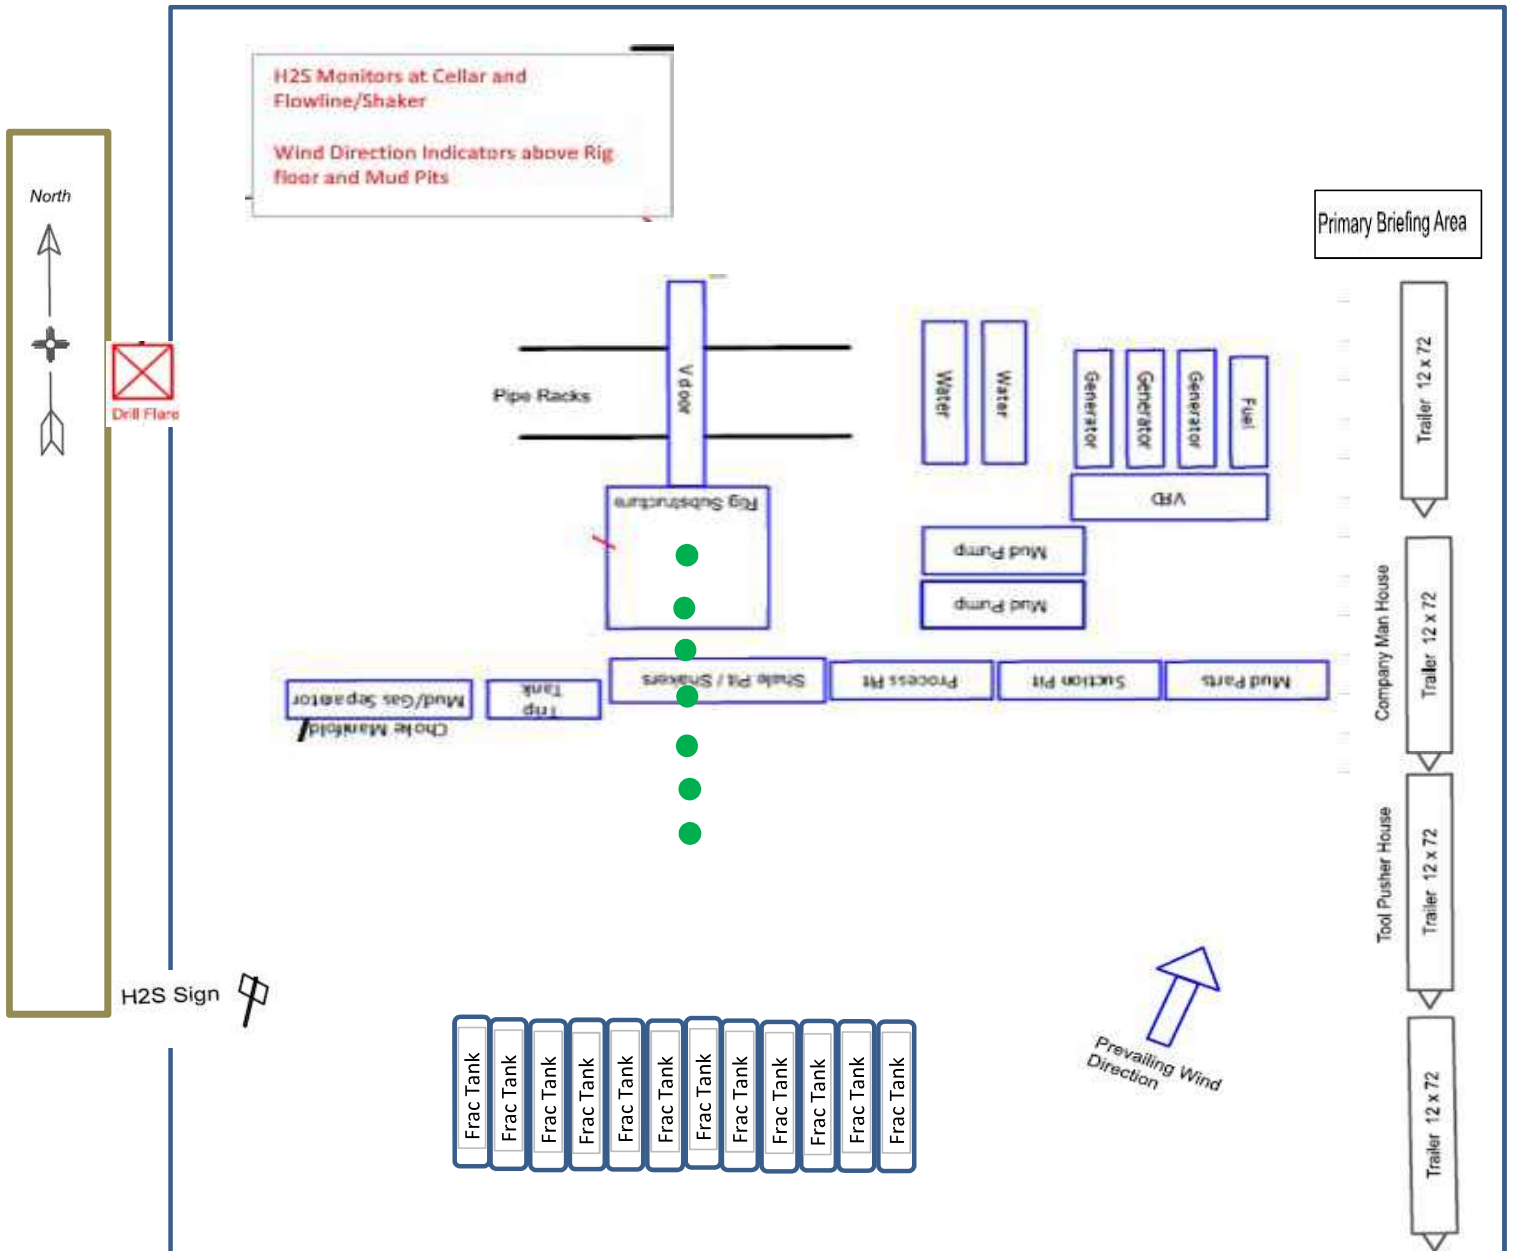 H2S Monitors at Cellar and
Flowline/Shaker
Wind Direction Indicators above Rig
floor and Mud Pits
North
Primary Briefing Area
Drill Flare
Pipe Racks
V door
Water
Water
Generator
Generator
Generator
Fuel
Trailer 12 x 72
Rig Substructure
VFD
Mud Pump
Mud Pump
Company Man House
Trailer 12 x 72
Mud/Gas Separator
Trip
Tank
Shale Pit / Shakers
Process Pit
Suction Pit
Mud Parts
Choke Manifold
Tool Pusher House
Trailer 12 x 72
H2S Sign
Prevailing Wind
Direction
Frac Tank
Frac Tank
Frac Tank
Frac Tank
Frac Tank
Frac Tank
Frac Tank
Frac Tank
Frac Tank
Frac Tank
Frac Tank
Frac Tank
Trailer 12 x 72